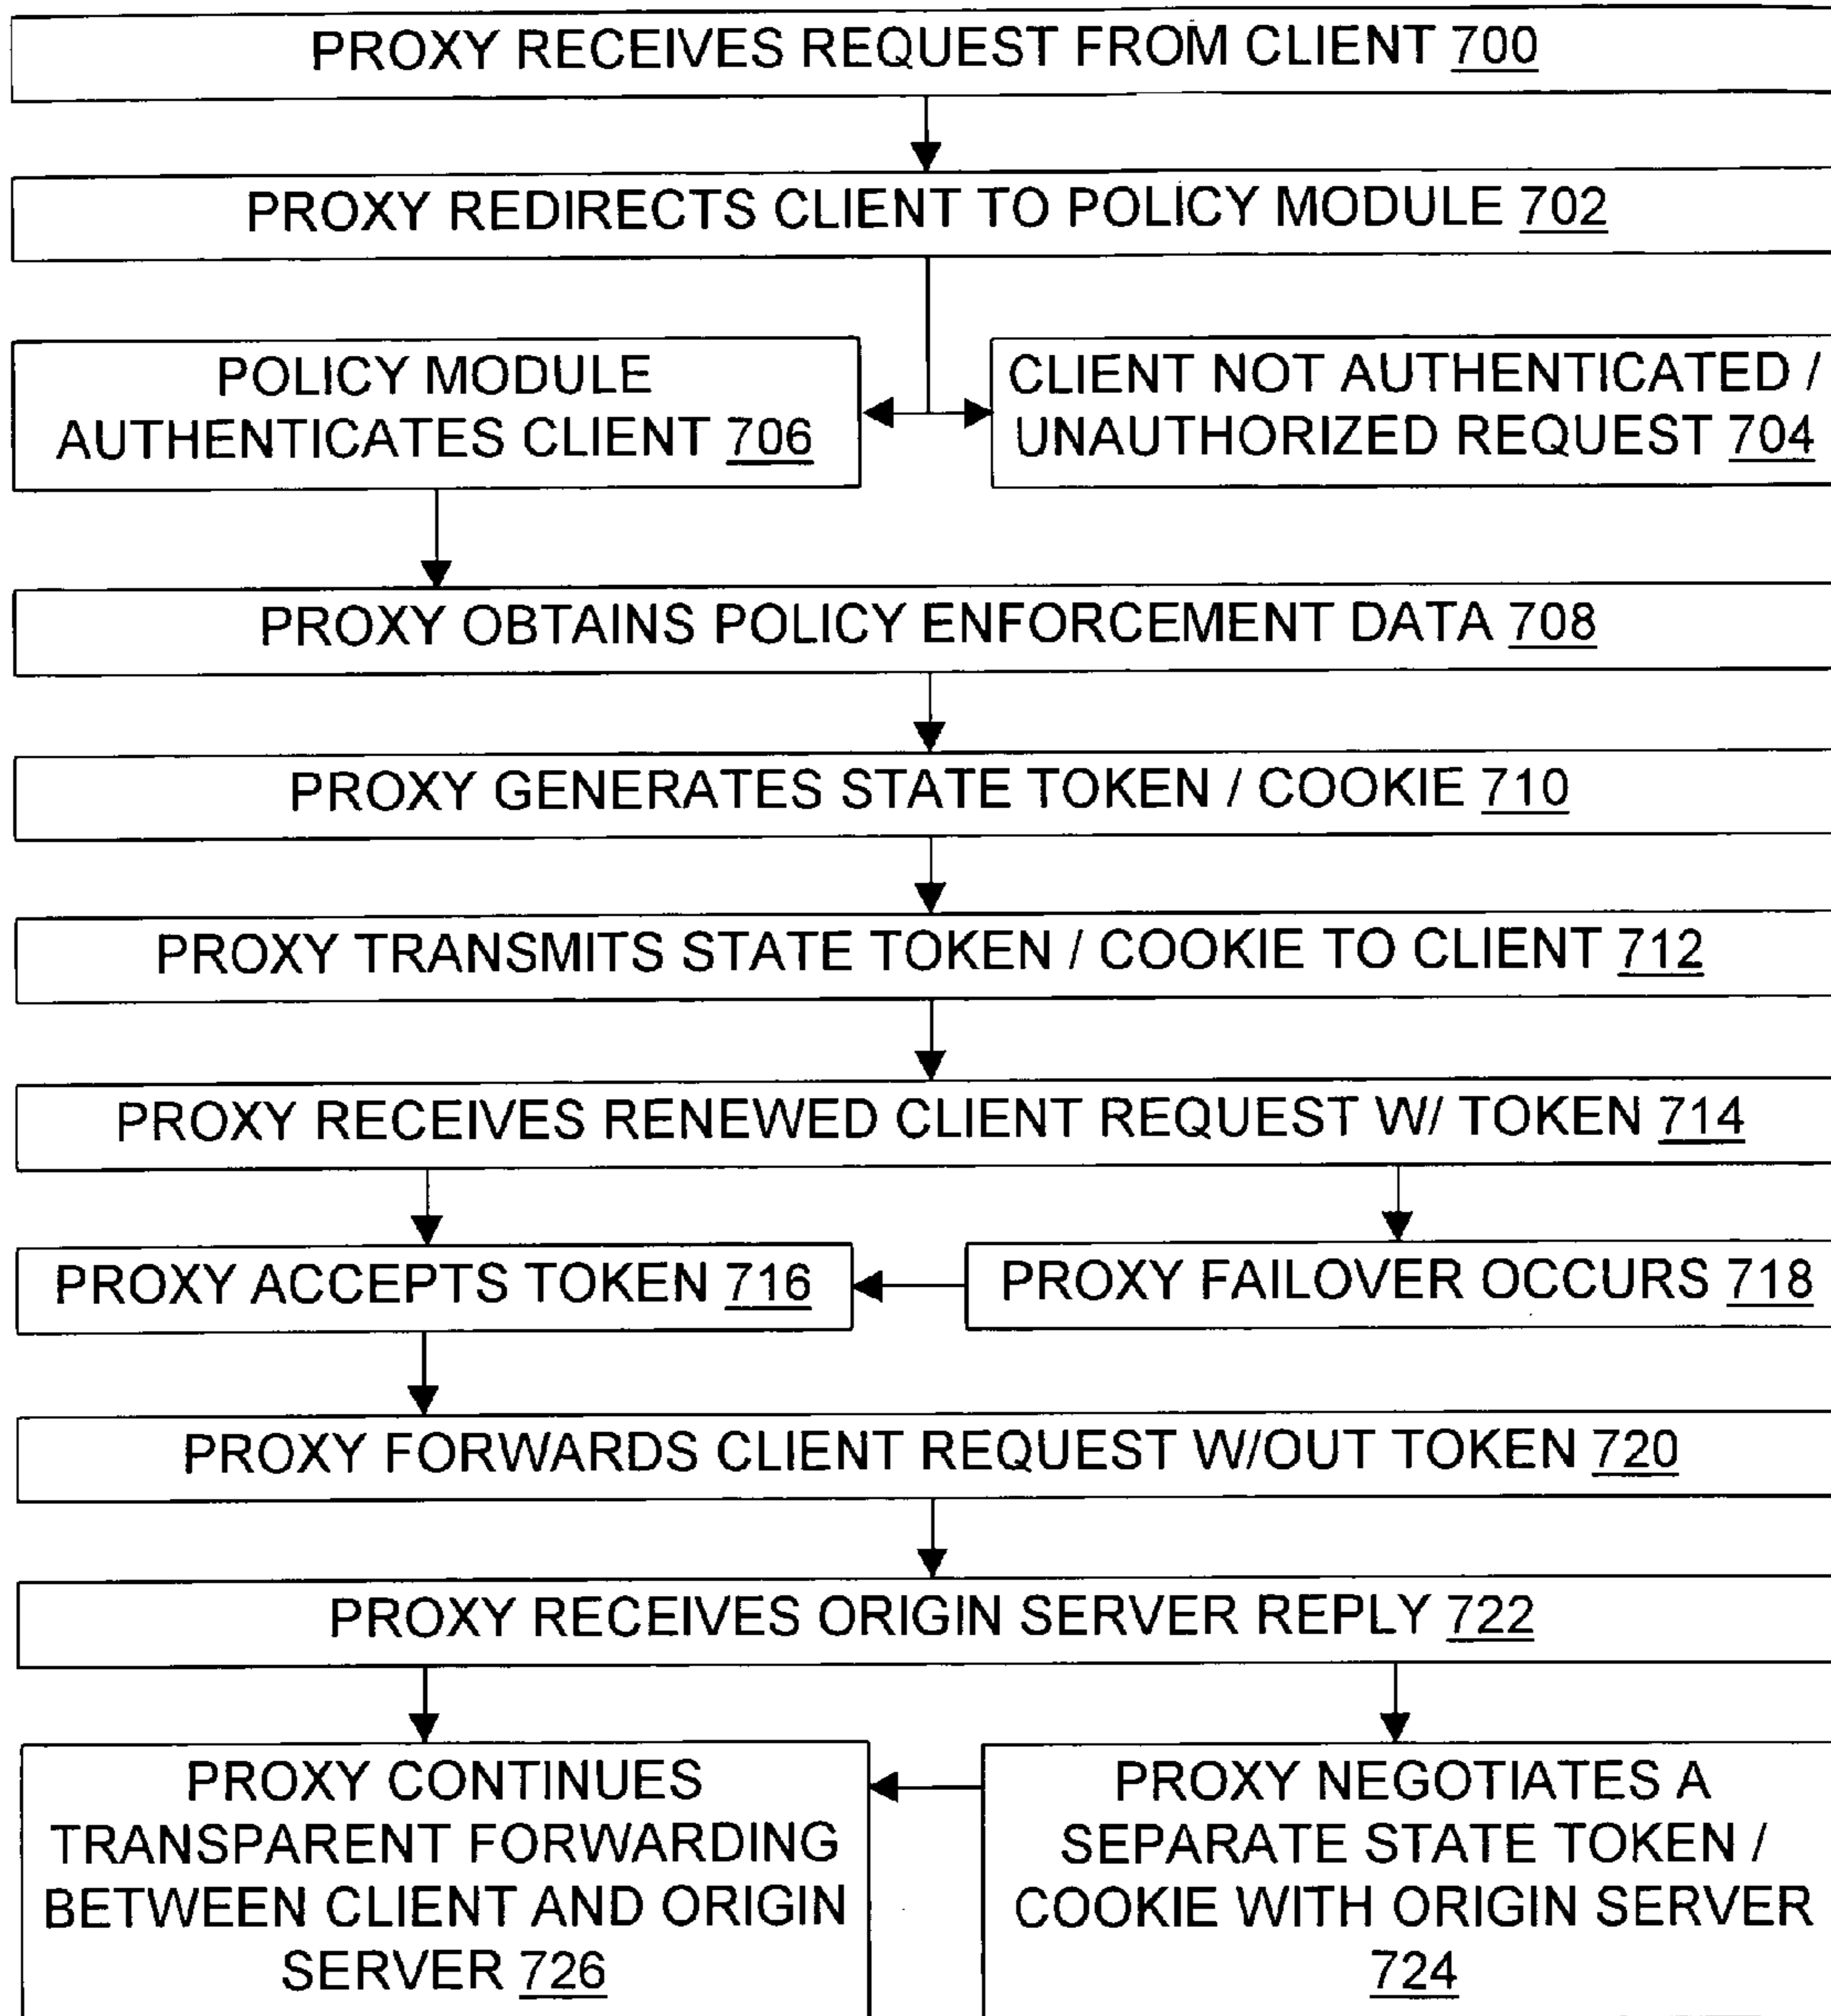 PROXY RECEIVES REQUEST FROM CLIENT 700
PROXY REDIRECTS CLIENT TO POLICY MODULE 702
POLICY MODULE
AUTHENTICATES CLIENT 706
CLIENT NOT AUTHENTICATED /
UNAUTHORIZED REQUEST 704
PROXY OBTAINS POLICY ENFORCEMENT DATA 708
PROXY GENERATES STATE TOKEN / COOKIE 710
PROXY TRANSMITS STATE TOKEN / COOKIE TO CLIENT 712
PROXY RECEIVES RENEWED CLIENT REQUEST W/ TOKEN 714
PROXY ACCEPTS TOKEN 716
PROXY FAILOVER OCCURS 718
PROXY FORWARDS CLIENT REQUEST W/OUT TOKEN 720
PROXY RECEIVES ORIGIN SERVER REPLY 722
PROXY CONTINUES
TRANSPARENT FORWARDING
BETWEEN CLIENT AND ORIGIN
SERVER 726
PROXY NEGOTIATES A
SEPARATE STATE TOKEN /
COOKIE WITH ORIGIN SERVER
724